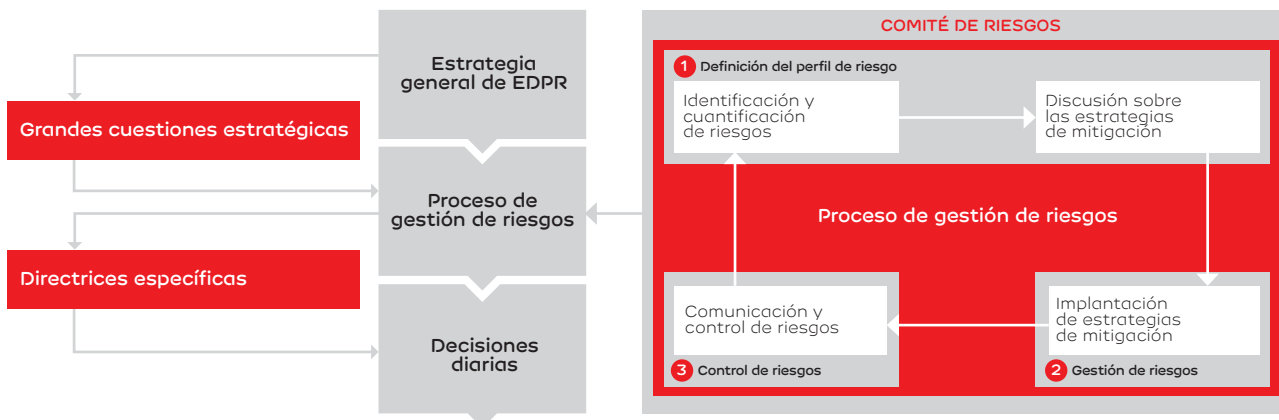 Estrategia
general de EDPR
Grandes cuestiones estratégicas
Proceso de
gestión de riesgos
Directrices específicas
Decisiones
diarias
COMITÉ DE RIESGOS
1 Definición del perfil de riesgo
Identificación y
cuantificación
de riesgos
Discusión sobre
las estrategias
de mitigación
Proceso de gestión de riesgos
Implantación
de estrategias
de mitigación
2 Gestión de riesgos
Comunicación y
control de riesgos
3 Control de riesgos